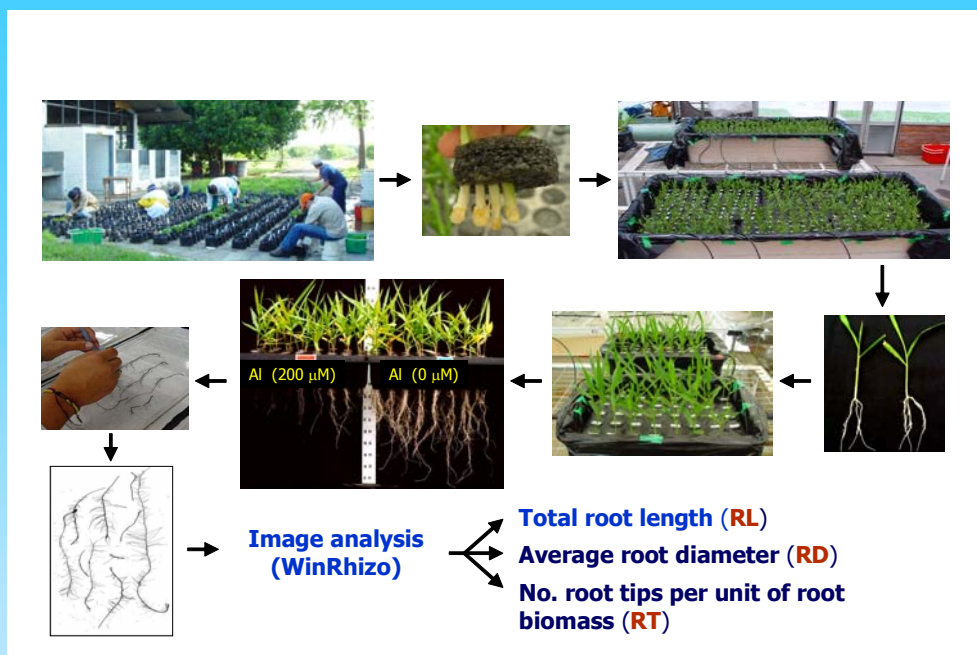 Al (200 μM)
Al (0 μM)
Image analysis
(WinRhizo)
Total root length (RL)
Average root diameter (RD)
No. root tips per unit of root
biomass (RT)